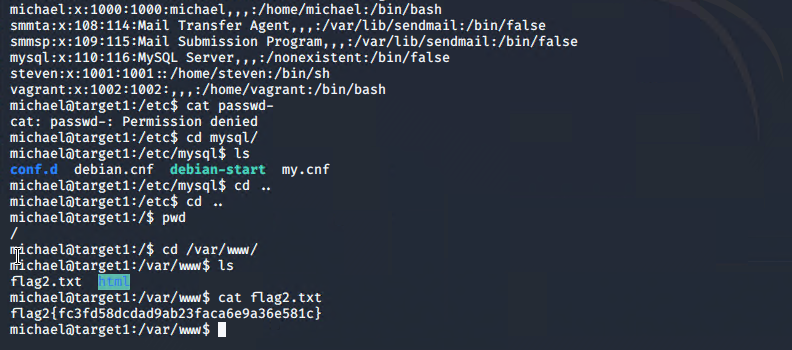 michael:x:1000:1000:michael,,,:/home/michael:/bin/bash
smmta:x:108:114:Mail Transfer Agent,,,:/var/lib/sendmail:/bin/false
smmsp:x:109:115:Mail Submission Program,,,:/var/lib/sendmail:/bin/false
mysql:x:110:116:MySQL Server,,,:/nonexistent:/bin/false
steven:x:1001:1001::/home/steven:/bin/sh
vagrant:x:1002:1002:,,,:/home/vagrant:/bin/bash
michael@target1:/etc$ cat passwd-
cat: passwd-: Permission denied
michael@target1:/etc$ cd mysql/
michael@target1:/etc/mysql$ ls
conf.d  debian.cnf  debian-start  my.cnf
michael@target1:/etc/mysql$ cd ..
michael@target1:/etc$ cd ..
michael@target1:/$ pwd
/
michael@target1:/$ cd /var/www/
michael@target1:/var/www$ ls
flag2.txt  html
michael@target1:/var/www$ cat flag2.txt
flag2{fc3fd58dcdad9ab23faca6e9a36e581c}
michael@target1:/var/www$